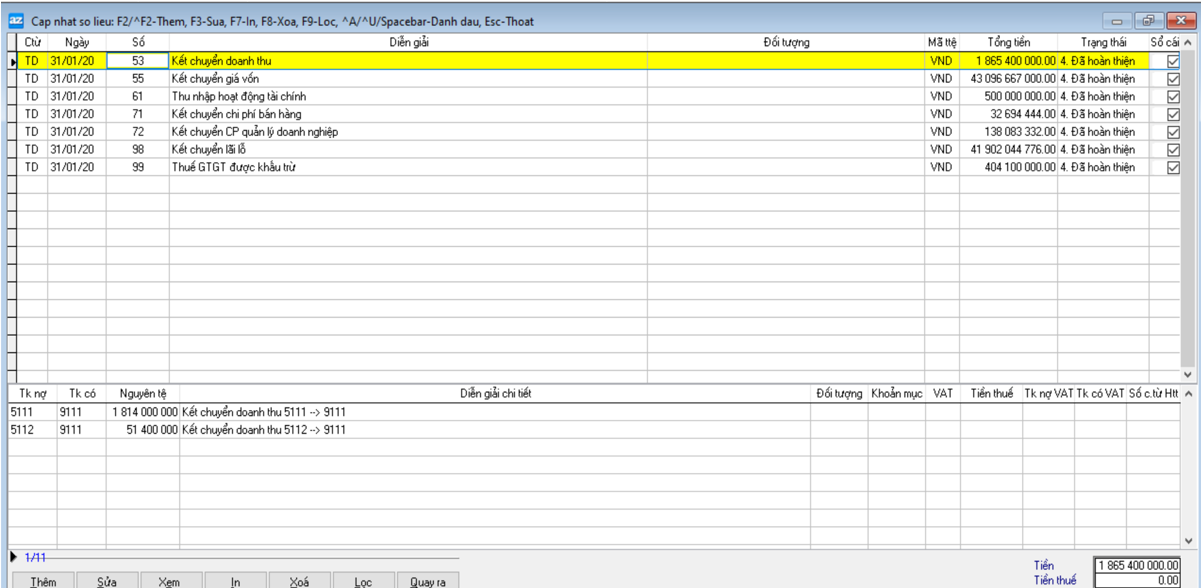 az Cap nhat so lieu: F2/^F2-Them, F3-Sua, F7-In, F8-Xoa, F9-Loc, ^A/^U/Spacebar-Danh dau, Esc-Thoat
Ctừ Ngày Số Diễn giải Đối tượng Mã ttệ Tổng tiền Trạng thái Sổ cái
TD 31/01/20 53 Kết chuyển doanh thu VND 1 865 400 000.00 4. Đã hoàn thiện
TD 31/01/20 55 Kết chuyển giá vốn VND 43 096 667 000.00 4. Đã hoàn thiện
TD 31/01/20 61 Thu nhập hoạt động tài chính VND 500 000 000.00 4. Đã hoàn thiện
TD 31/01/20 71 Kết chuyển chi phí bán hàng VND 32 694 444.00 4. Đã hoàn thiện
TD 31/01/20 72 Kết chuyển CP quản lý doanh nghiệp VND 138 083 332.00 4. Đã hoàn thiện
TD 31/01/20 98 Kết chuyển lãi lỗ VND 41 902 044 776.00 4. Đã hoàn thiện
TD 31/01/20 99 Thuế GTGT được khấu trừ VND 404 100 000.00 4. Đã hoàn thiện
Tk nợ Tk có Nguyên tệ Diễn giải chi tiết Đối tượng Khoản mục VAT Tiền thuế Tk nợ VAT Tk có VAT Số c.từ Htt
5111 9111 1 814 000 000 Kết chuyển doanh thu 5111 --> 9111
5112 9111 51 400 000 Kết chuyển doanh thu 5112 --> 9111
1/11
Tiền 1 865 400 000.00
Tiền thuế 0.00
Thêm Sửa Xem In Xoá Lọc Quay ra